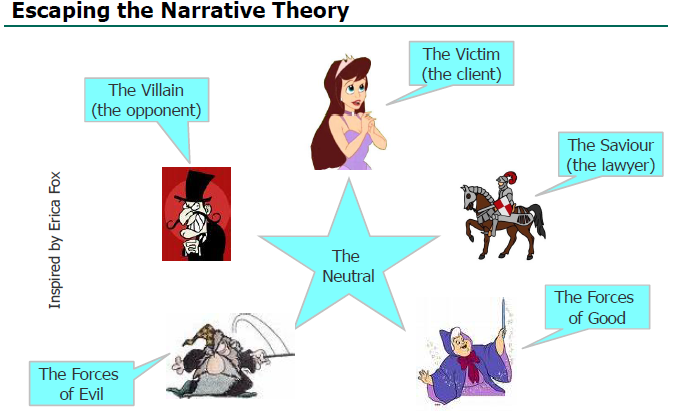 Escaping the Narrative Theory
The Victim
(the client)
The Villain
(the opponent)
The Saviour
(the lawyer)
Inspired by Erica Fox
The
Neutral
The Forces
of Good
The Forces
of Evil